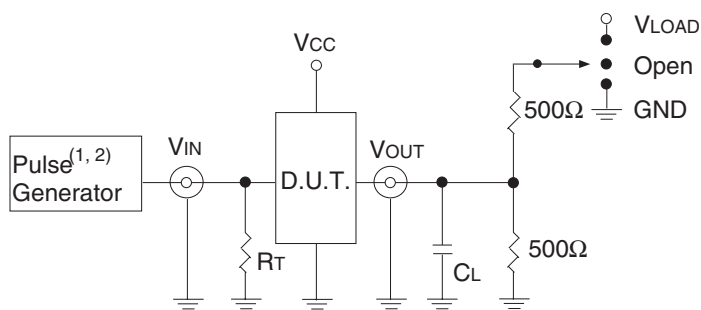 VLOAD
VCC
Open
500Ω
GND
VIN
VOUT
Pulse(1, 2)
Generator
D.U.T.
RT
CL
500Ω